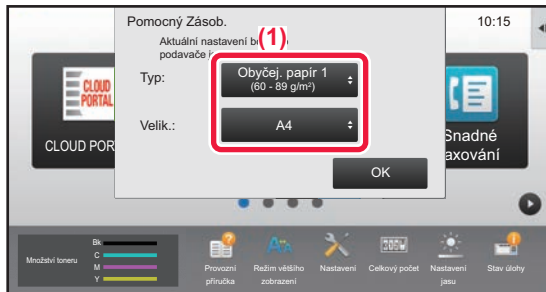 Pomocný Zásob.
10:15
(1)
Aktuální nastavení
podavače
Typ:
Obyčej. papír 1
(60 - 89 g/m²)
Velik.:
A4
OK
CLOUD
PORTAL
CLOUD POR
Snadné
axování
Množství toneru
Bk
C
M
Y
Provozní
příručka
Režim většího
zobrazení
Nastavení
Celkový počet
Nastavení
jasu
Stav úlohy